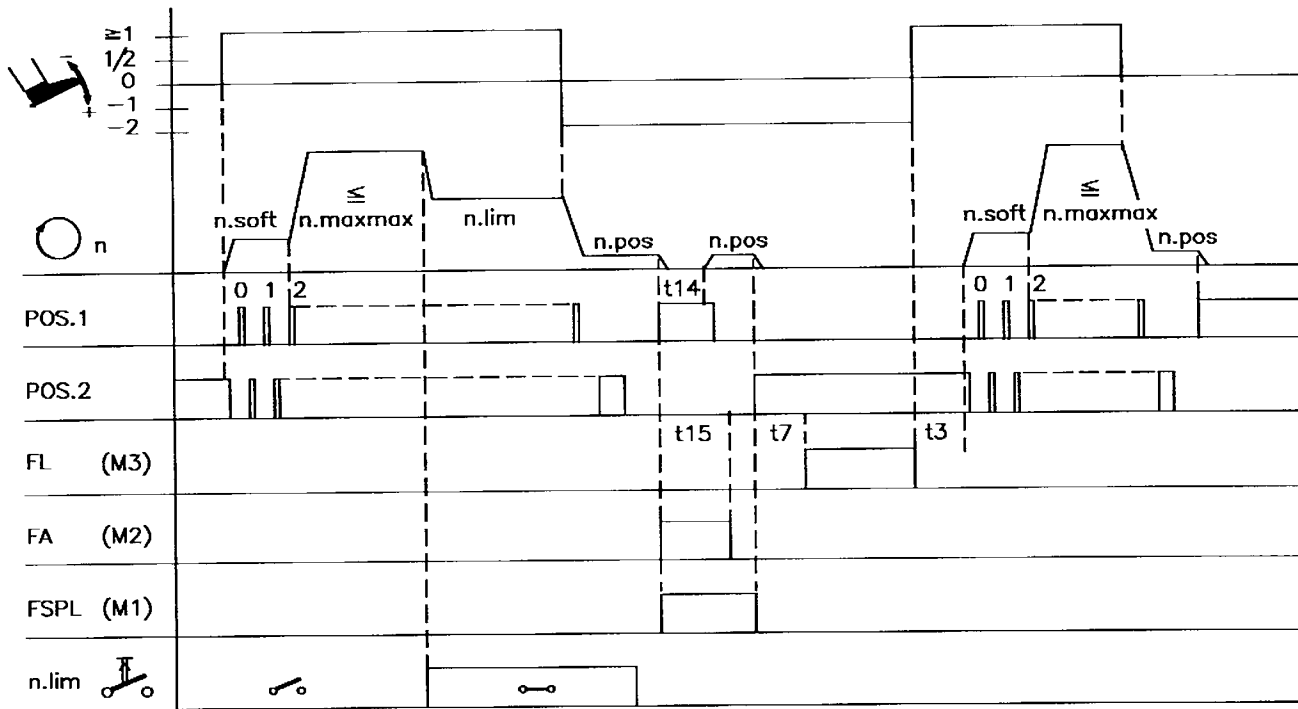 ≧1
1/2
0
−1
−2
− +
n
n.soft ≦ n.maxmax n.lim n.pos n.pos n.soft ≦ n.maxmax n.pos
0 1 2 t14 0 1 2
POS.1
POS.2
t15 t7 t3
FL (M3)
FA (M2)
FSPL (M1)
n.lim